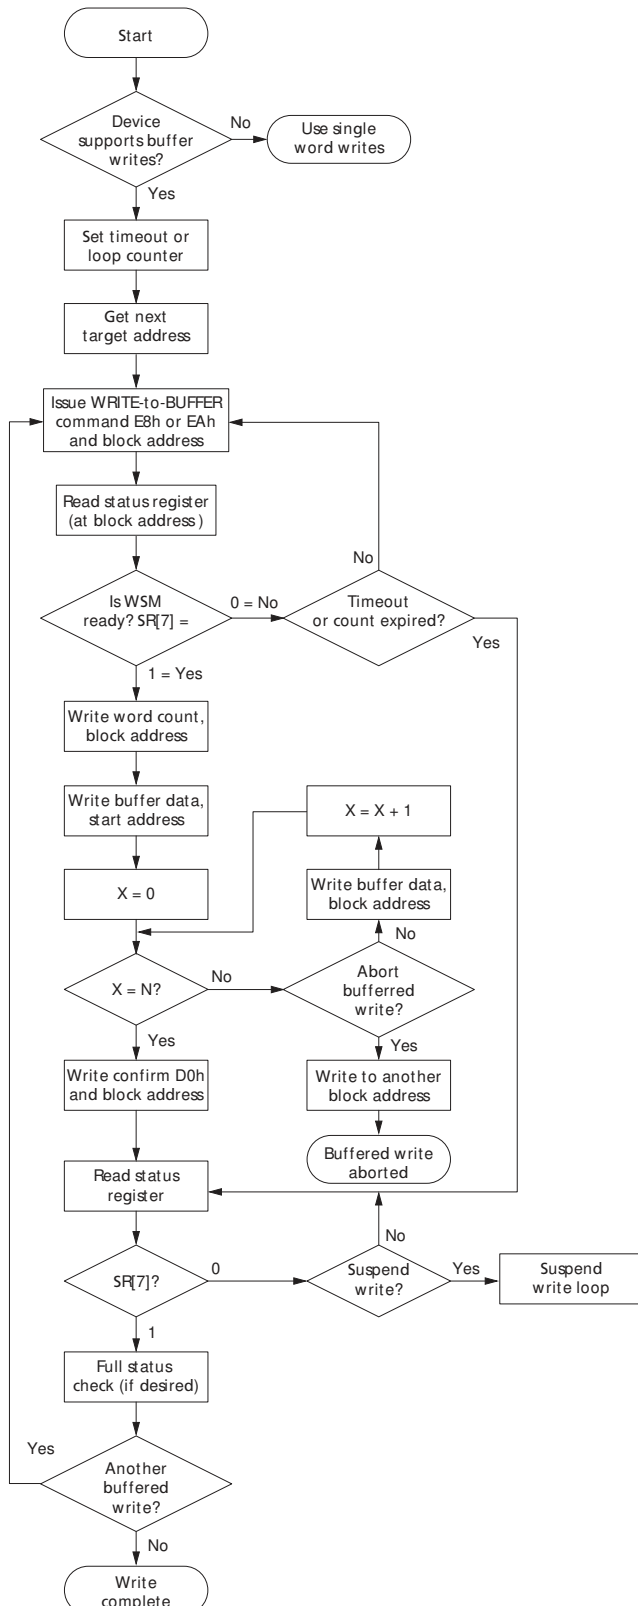 Start
Device
supports buffer
writes?
No
Use single
word writes
Yes
Set timeout or
loop counter
Get next
target address
Issue WRITE-to-BUFFER
command E8h or EAh
and block address
Read status register
(at block address)
No
Is WSM
ready? SR[7] =
0 = No
Timeout
or count expired?
Yes
1 = Yes
Write word count,
block address
Write buffer data,
start address
X = X + 1
X = 0
Write buffer data,
block address
No
X = N?
No
Abort
bufferred
write?
Yes
Yes
Write confirm D0h
and block address
Write to another
block address
Buffered write
aborted
Read status
register
No
SR[7]?
0
Suspend
write?
Yes
Suspend
write loop
1
Full status
check (if desired)
Yes
Another
buffered
write?
No
Write
complete